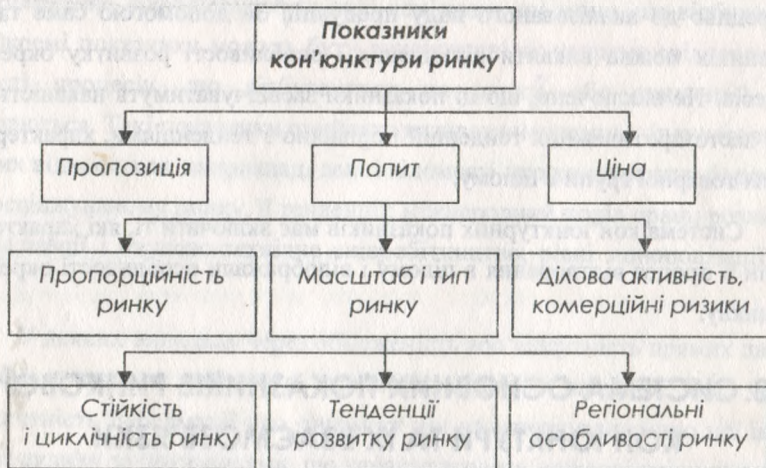 Показники
кон'юнктури ринку
Пропозиція
Попит
Ціна
Пропорційність
ринку
Масштаб і тип
ринку
Ділова активність,
комерційні ризики
Стійкість
і циклічність ринку
Тенденції
розвитку ринку
Регіональні
особливості ринку